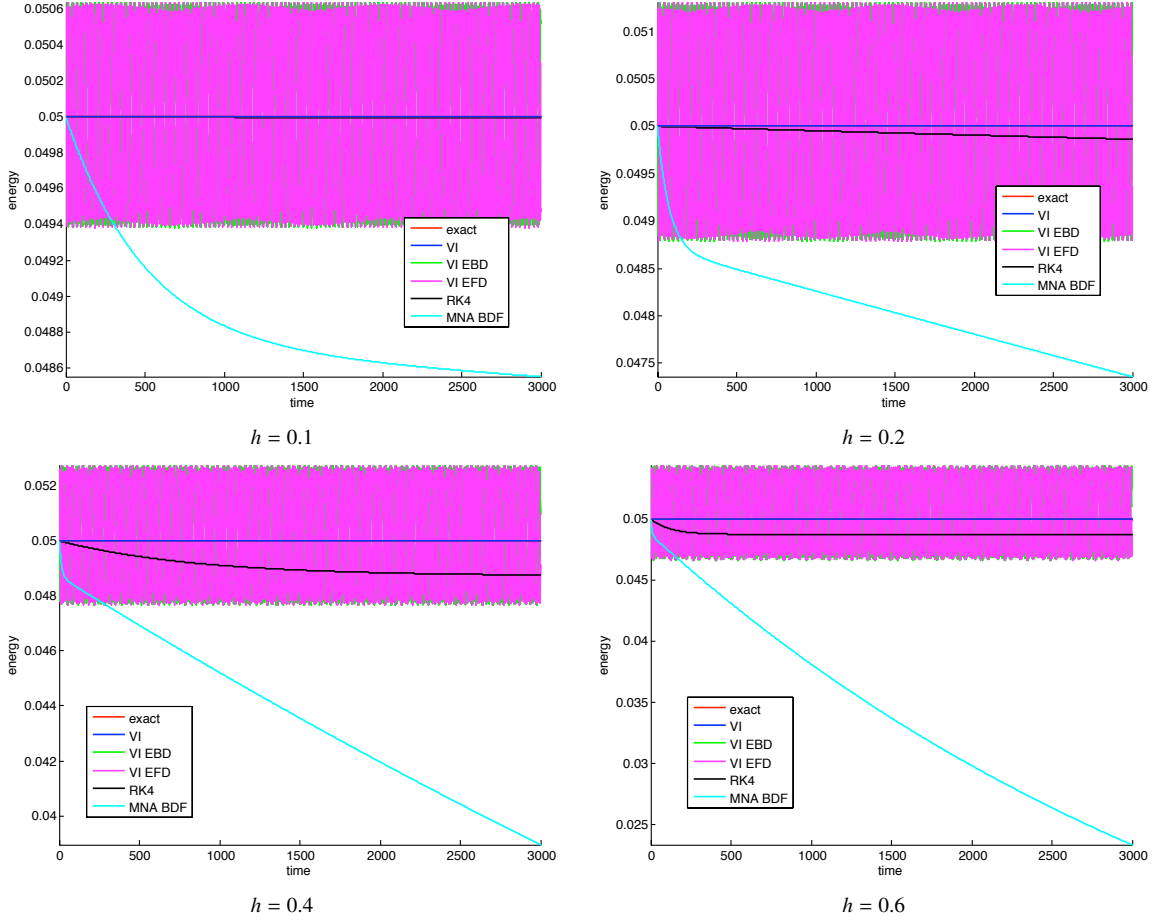 0.0506
0.0504
0.0502
0.05
0.0498
0.0496
0.0494
0.0492
0.049
0.0488
0.0486
energy
0
500
1000
1500
2000
2500
3000
time
exact
VI
VI EBD
VI EFD
RK4
MNA BDF
h = 0.1
0.051
0.0505
0.05
0.0495
0.049
0.0485
0.048
0.0475
energy
0
500
1000
1500
2000
2500
3000
time
exact
VI
VI EBD
VI EFD
RK4
MNA BDF
h = 0.2
0.052
0.05
0.048
0.046
0.044
0.042
0.04
energy
0
500
1000
1500
2000
2500
3000
time
exact
VI
VI EBD
VI EFD
RK4
MNA BDF
h = 0.4
0.05
0.045
0.04
0.035
0.03
0.025
energy
0
500
1000
1500
2000
2500
3000
time
exact
VI
VI EBD
VI EFD
RK4
MNA BDF
h = 0.6